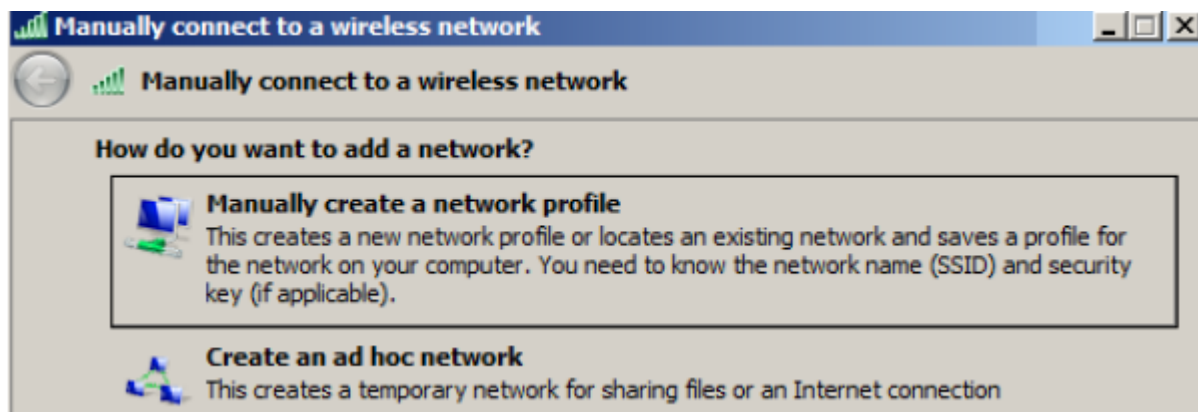 Manually connect to a wireless network
Manually connect to a wireless network
How do you want to add a network?
Manually create a network profile
This creates a new network profile or locates an existing network and saves a profile for
the network on your computer. You need to know the network name (SSID) and security
key (if applicable).
Create an ad hoc network
This creates a temporary network for sharing files or an Internet connection